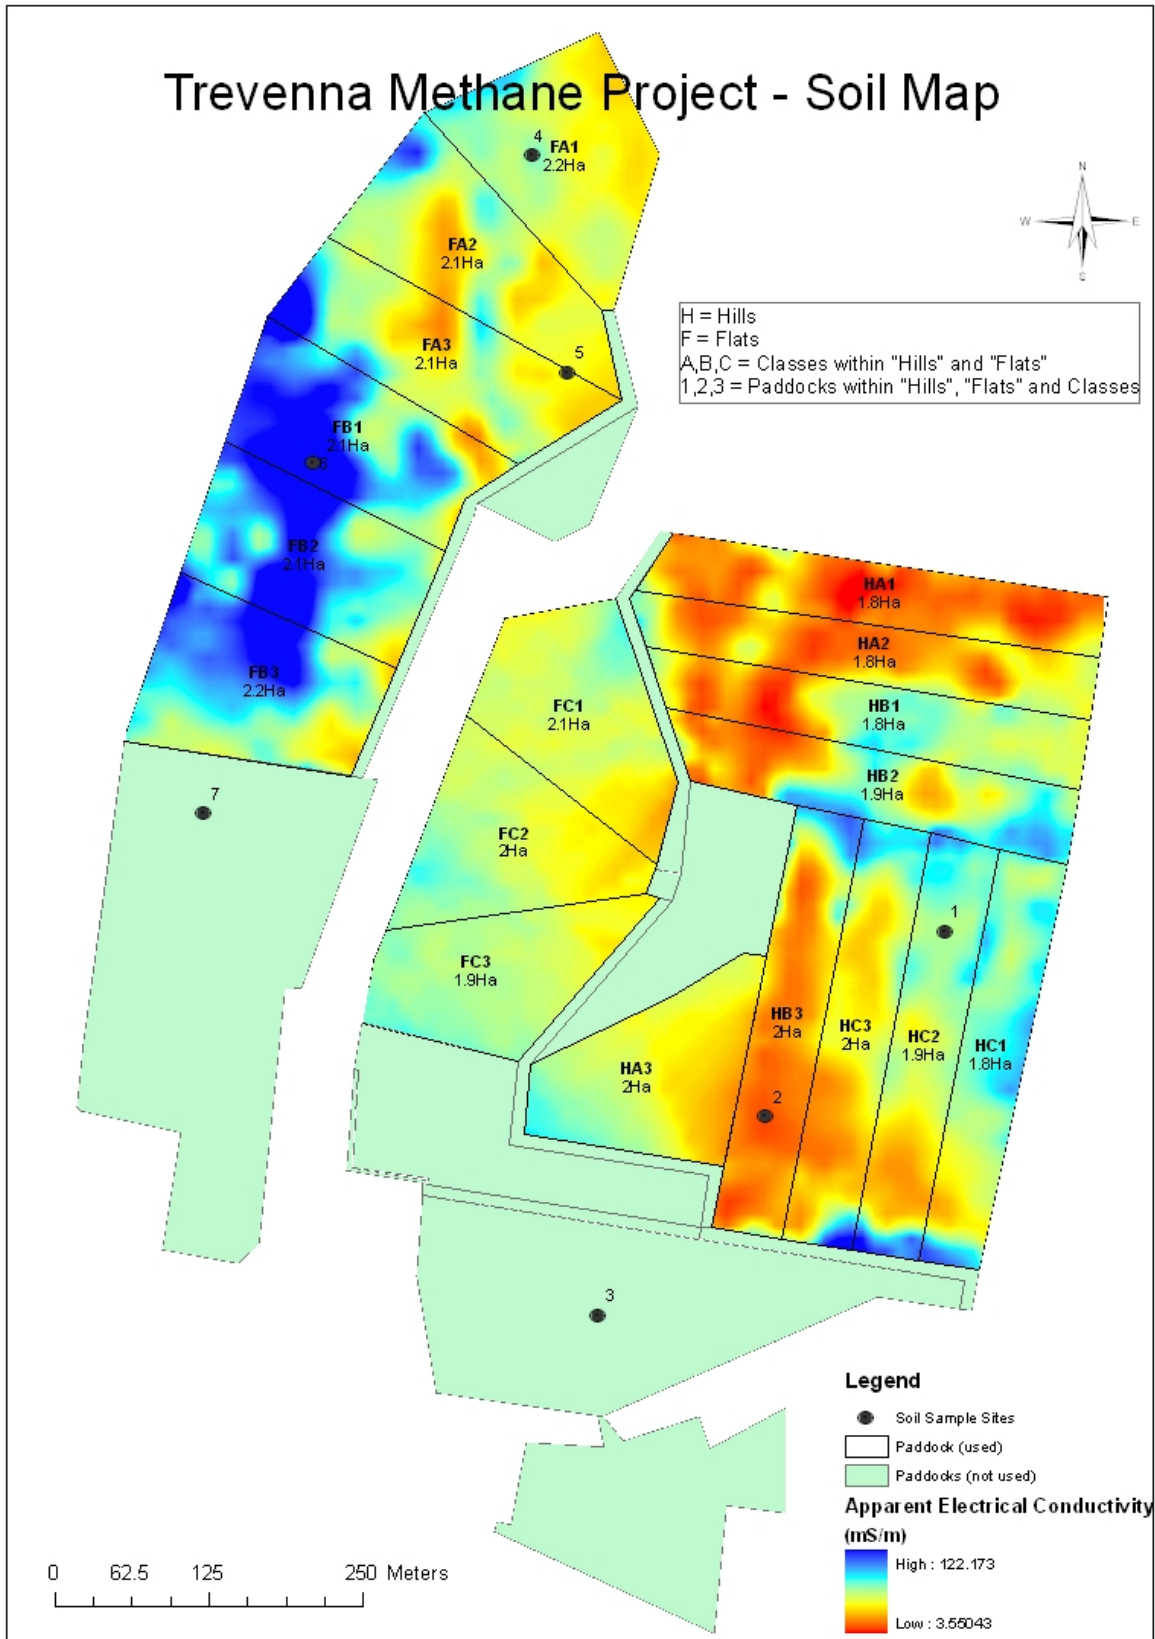 Trevenna Methane Project - Soil Map
4
FA1
2.2Ha
N
W
E
S
FA2
2.1Ha
H = Hills
F = Flats
A,B,C = Classes within "Hills" and "Flats"
1,2,3 = Paddocks within "Hills", "Flats" and Classes
FA3
2.1Ha
5
FB1
2.1Ha
6
FB2
2.1Ha
HA1
1.8Ha
HA2
1.8Ha
FB3
2.2Ha
FC1
2.1Ha
HB1
1.8Ha
HB2
1.9Ha
7
FC2
2Ha
1
FC3
1.9Ha
HB3
2Ha
HC3
2Ha
HC2
1.9Ha
HC1
1.8Ha
HA3
2Ha
2
3
Legend
Soil Sample Sites
Paddock (used)
Paddocks (not used)
Apparent Electrical Conductivity
(mS/m)
High : 122.173
Low : 3.55043
0 62.5 125 250 Meters